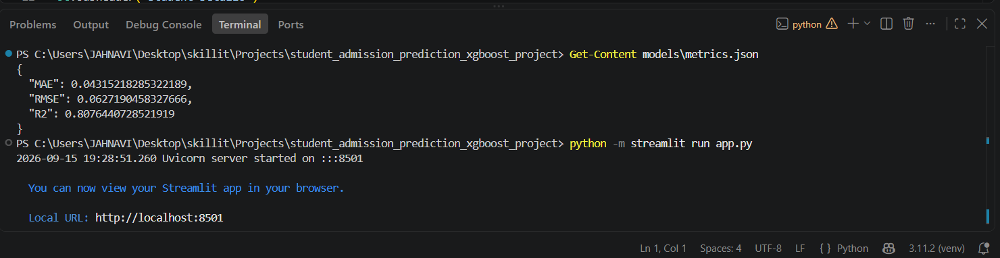 Problems Output Debug Console Terminal Ports python
PS C:\Users\JAHNAVI\Desktop\skillit\Projects\student_admission_prediction_xgboost_project> Get-Content models\metrics.json
{
"MAE": 0.04315218285322189,
"RMSE": 0.0627190458327666,
"R2": 0.8076440728521919
}
PS C:\Users\JAHNAVI\Desktop\skillit\Projects\student_admission_prediction_xgboost_project> python -m streamlit run app.py
2026-09-15 19:28:51.260 Uvicorn server started on :::8501
You can now view your Streamlit app in your browser.
Local URL: http://localhost:8501
Ln 1, Col 1 Spaces: 4 UTF-8 LF { } Python 3.11.2 (venv)